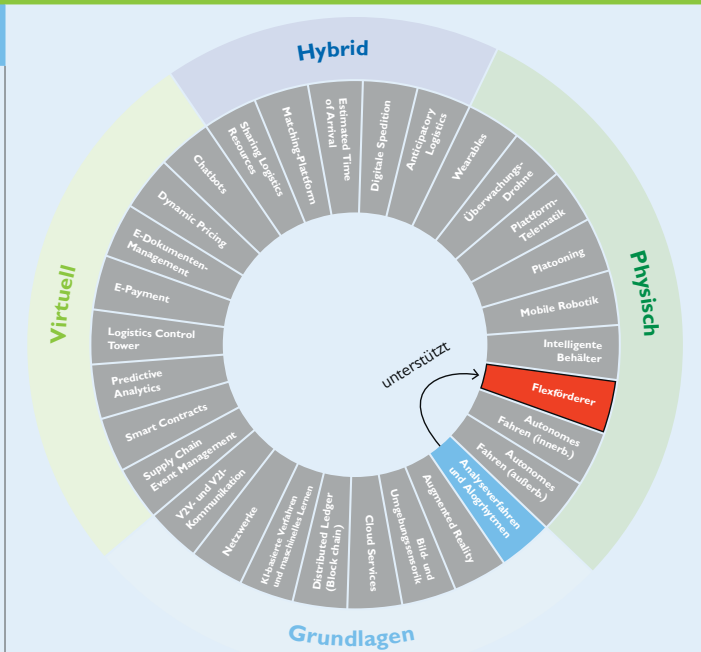 Hybrid
Physisch
Grundlagen
Virtuell
Sharing Logistics
Resources
Matching-Plattform
Estimated Time
of Arrival
Digitale Spedition
Anticipatory
Logistics
Wearables
Überwachungs-
Drohne
Plattform-
Telematik
Platooning
Mobile Robotik
Intelligente
Behälter
Flexförderer
Autonomes
Fahren (innerb.)
Autonomes
Fahren (außerb.)
Analyseverfahren
und Alogrhytmen
Augmented Reality
Bild- und
Umgebungssensorik
Cloud Services
Distributed Ledger
(Block chain)
KI-basierte Verfahren
und maschinelles Lernen
Netzwerke
V2V- und V2I-
Kommunikation
Supply Chain
Event Management
Smart Contracts
Predictive
Analytics
Logistics Control
Tower
E-Payment
E-Dokumenten-
Management
Dynamic Pricing
Chatbots
unterstützt